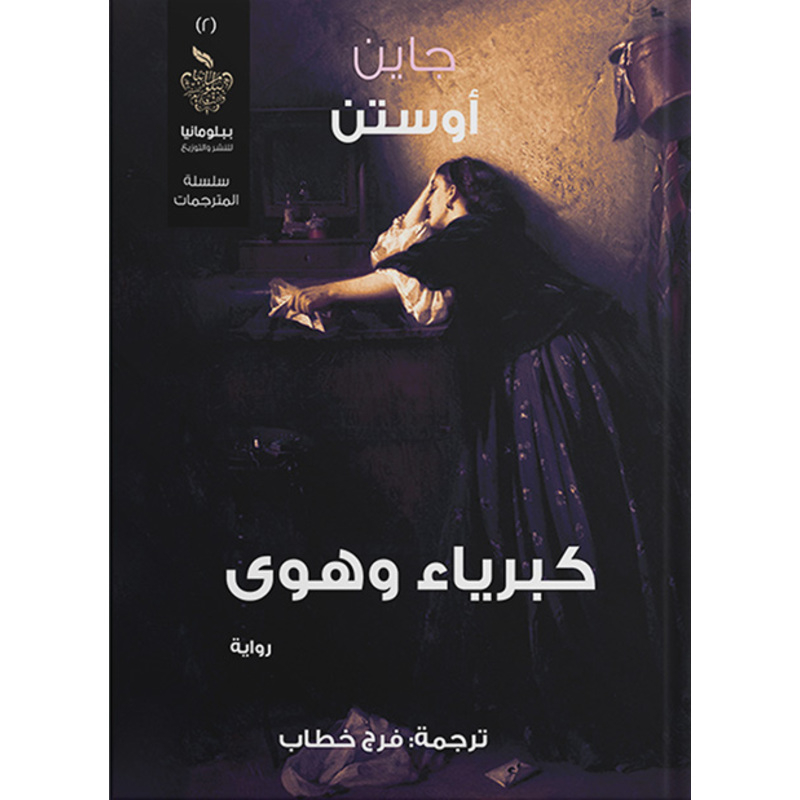 (٢)
ببلومانيا
للنشر والتوزيع
سلسلة
المترجمات
جاين
أوستن
كبرياء وهوى
رواية
ترجمة: فرج خطاب